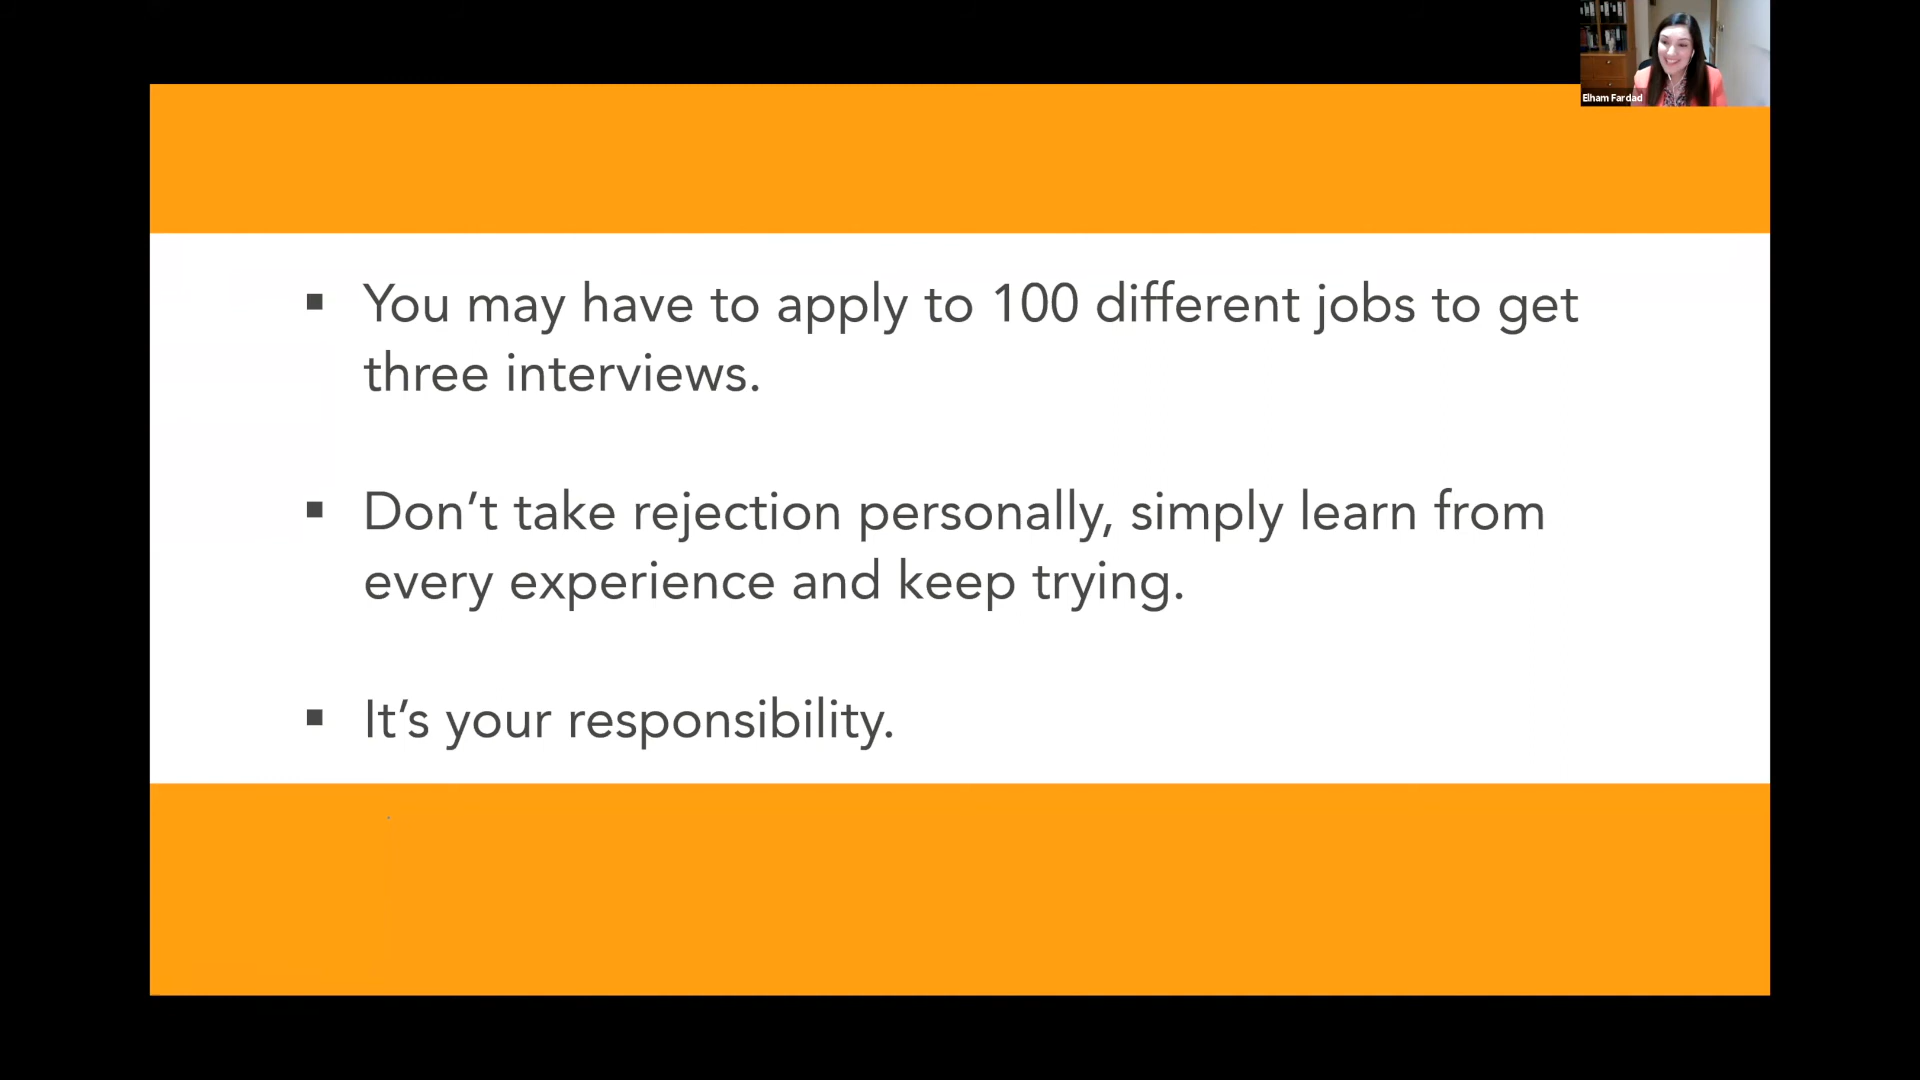 Elham Fardad
▪ You may have to apply to 100 different jobs to get
three interviews.
▪ Don’t take rejection personally, simply learn from
every experience and keep trying.
▪ It’s your responsibility.